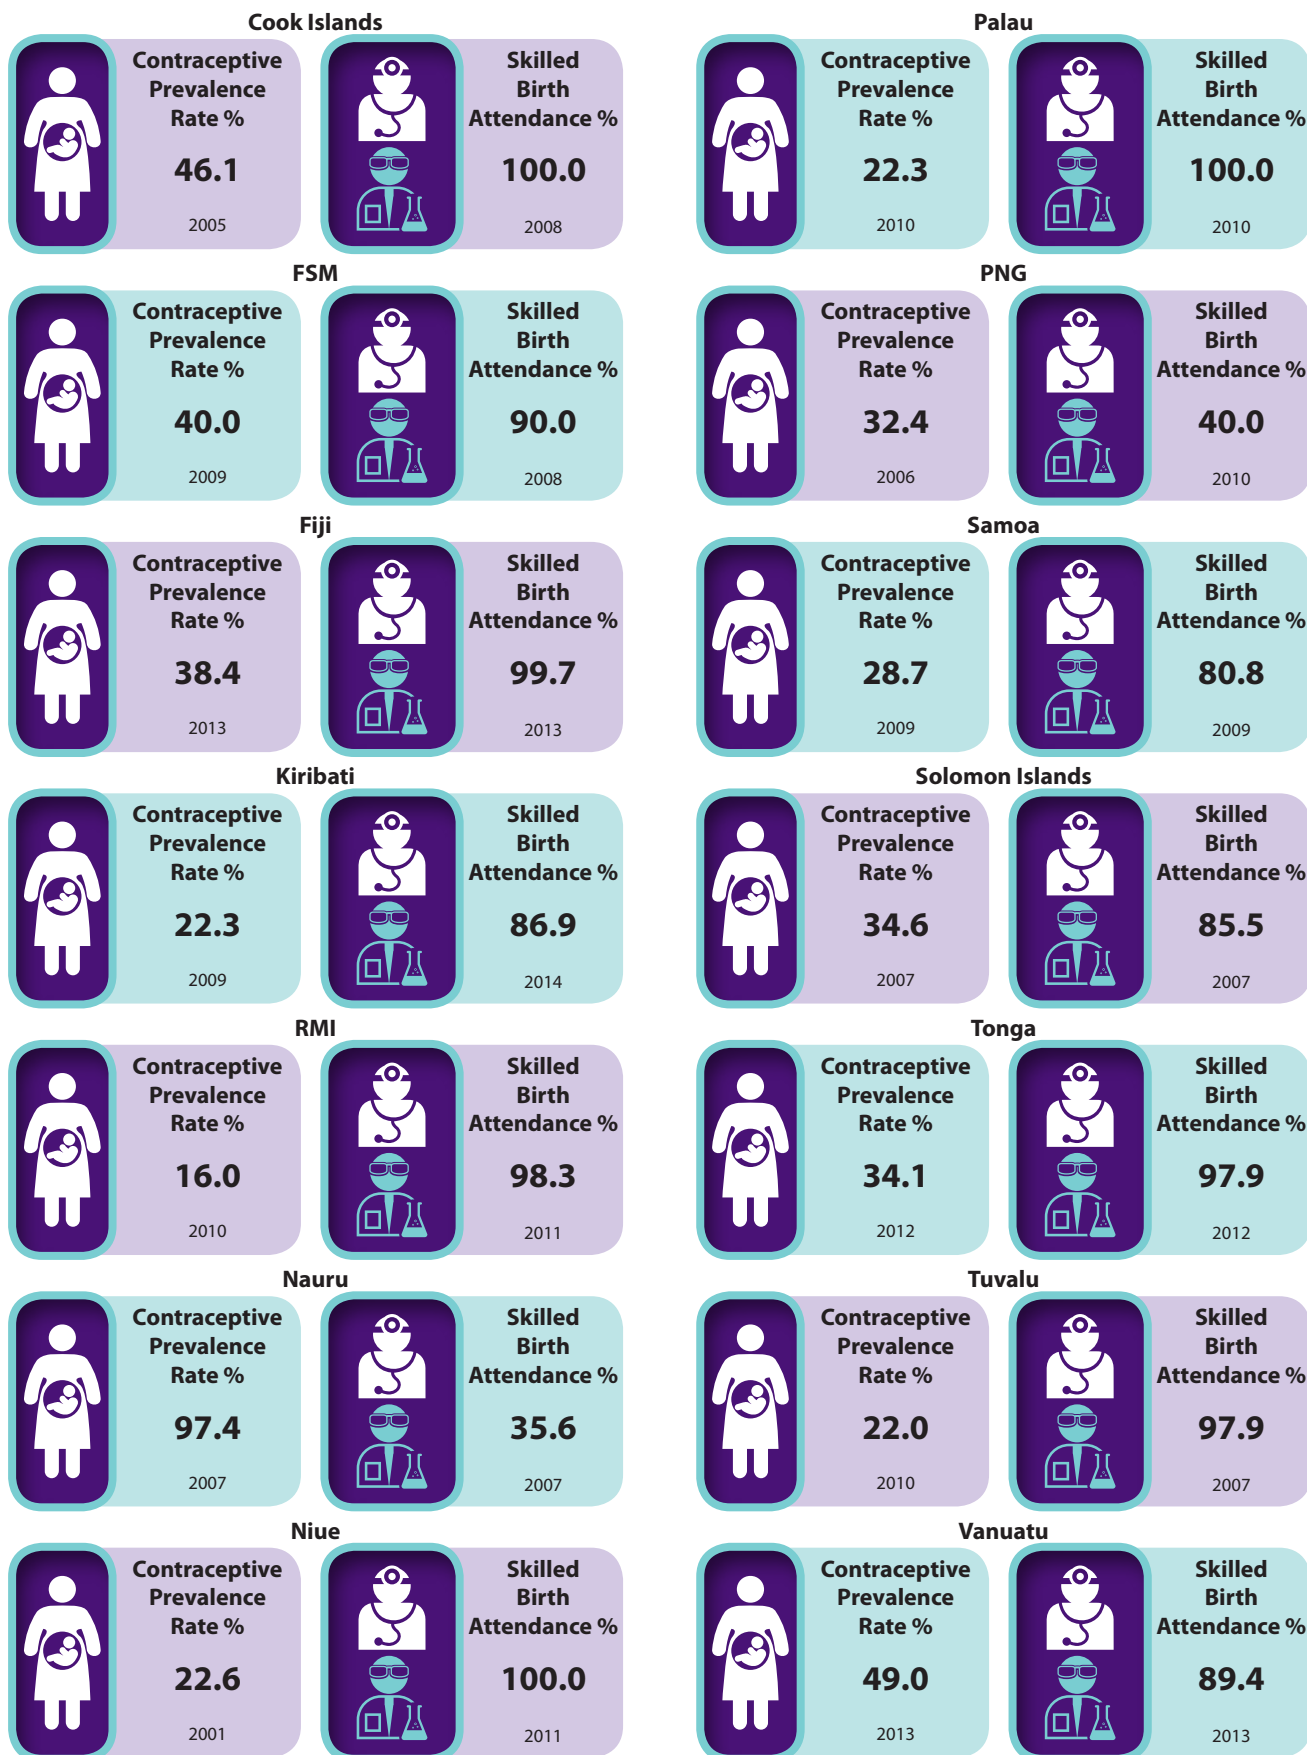 Cook Islands
Contraceptive
Prevalence
Rate %
46.1
2005
Skilled
Birth
Attendance %
100.0
2008
Palau
Contraceptive
Prevalence
Rate %
22.3
2010
Skilled
Birth
Attendance %
100.0
2010
FSM
Contraceptive
Prevalence
Rate %
40.0
2009
Skilled
Birth
Attendance %
90.0
2008
PNG
Contraceptive
Prevalence
Rate %
32.4
2006
Skilled
Birth
Attendance %
40.0
2010
Fiji
Contraceptive
Prevalence
Rate %
38.4
2013
Skilled
Birth
Attendance %
99.7
2013
Samoa
Contraceptive
Prevalence
Rate %
28.7
2009
Skilled
Birth
Attendance %
80.8
2009
Kiribati
Contraceptive
Prevalence
Rate %
22.3
2009
Skilled
Birth
Attendance %
86.9
2014
Solomon Islands
Contraceptive
Prevalence
Rate %
34.6
2007
Skilled
Birth
Attendance %
85.5
2007
RMI
Contraceptive
Prevalence
Rate %
16.0
2010
Skilled
Birth
Attendance %
98.3
2011
Tonga
Contraceptive
Prevalence
Rate %
34.1
2012
Skilled
Birth
Attendance %
97.9
2012
Nauru
Contraceptive
Prevalence
Rate %
97.4
2007
Skilled
Birth
Attendance %
35.6
2007
Tuvalu
Contraceptive
Prevalence
Rate %
22.0
2010
Skilled
Birth
Attendance %
97.9
2007
Niue
Contraceptive
Prevalence
Rate %
22.6
2001
Skilled
Birth
Attendance %
100.0
2011
Vanuatu
Contraceptive
Prevalence
Rate %
49.0
2013
Skilled
Birth
Attendance %
89.4
2013